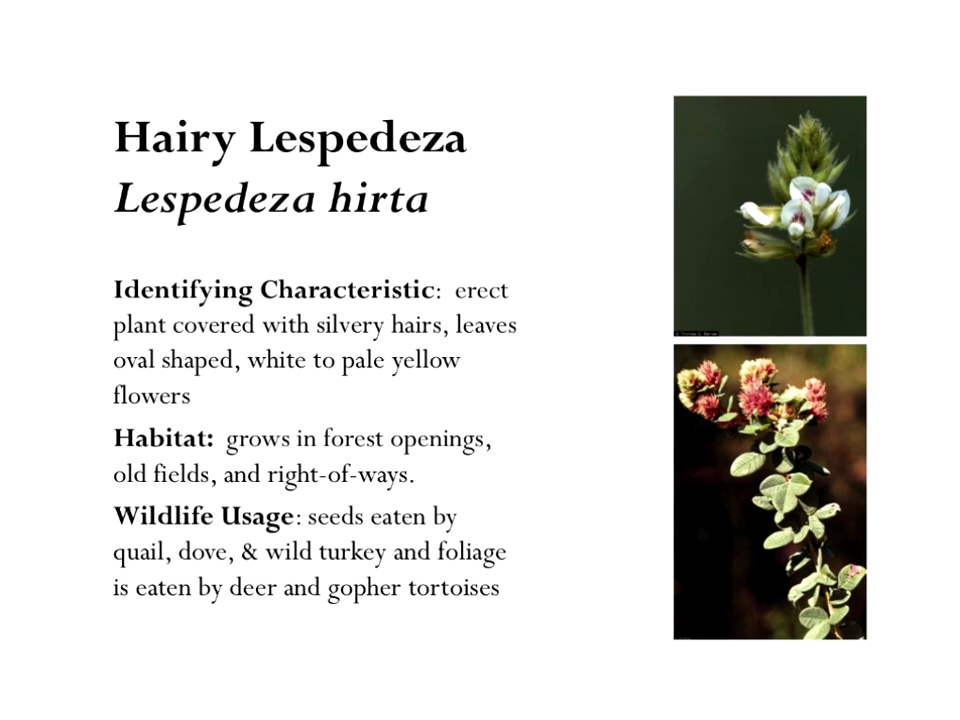 Hairy Lespedeza
Lespedeza hirta
Identifying Characteristic:  erect
plant covered with silvery hairs, leaves
oval shaped, white to pale yellow
flowers
Habitat:  grows in forest openings,
old fields, and right-of-ways.
Wildlife Usage: seeds eaten by
quail, dove, & wild turkey and foliage
is eaten by deer and gopher tortoises